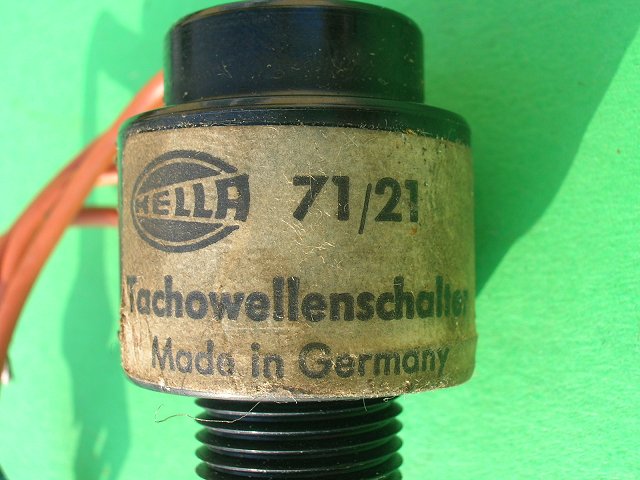 HELLA 71/21
Tachowellenschalter
Made in Germany